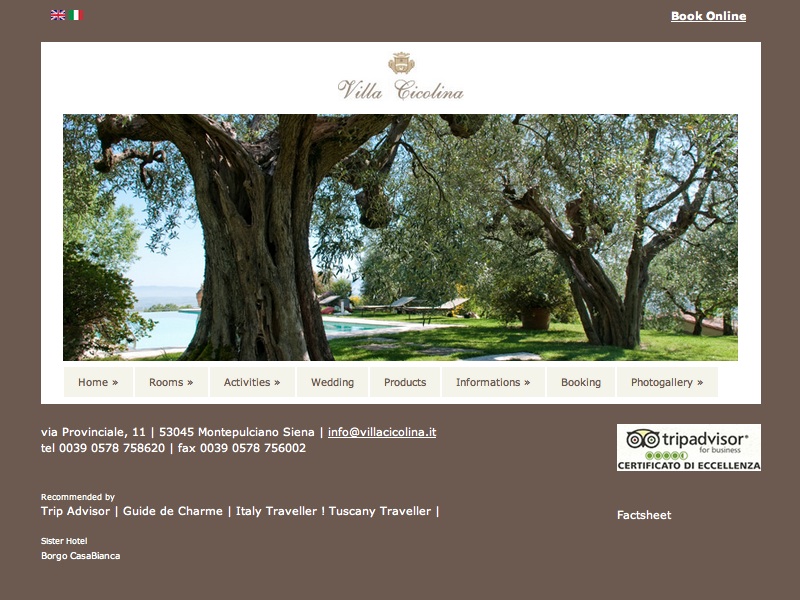 Book Online
Villa Cicolina
Home » Rooms » Activities » Wedding Products Informations » Booking Photogallery »
via Provinciale, 11 | 53045 Montepulciano Siena | info@villacicolina.it
tel 0039 0578 758620 | fax 0039 0578 756002
tripadvisor®
for business
CERTIFICATO DI ECCELLENZA
Recommended by
Trip Advisor | Guide de Charme | Italy Traveller ! Tuscany Traveller |
Factsheet
Sister Hotel
Borgo CasaBianca